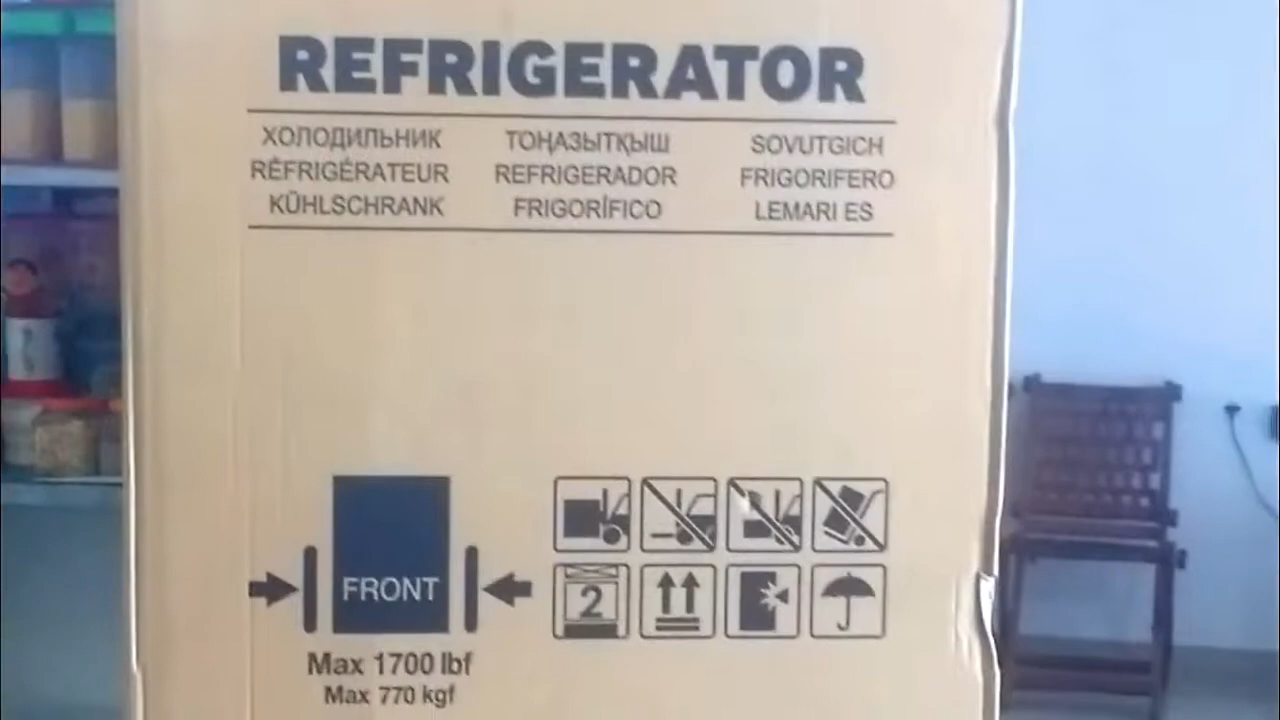 REFRIGERATOR
ХОЛОДИЛЬНИК ТОҢАЗЫТҚЫШ SOVUTGICH
RÉFRIGÉRATEUR REFRIGERADOR FRIGORIFERO
KÜHLSCHRANK FRIGORÍFICO LEMARI ES
FRONT
2
Max 1700 lbf
Max 770 kgf